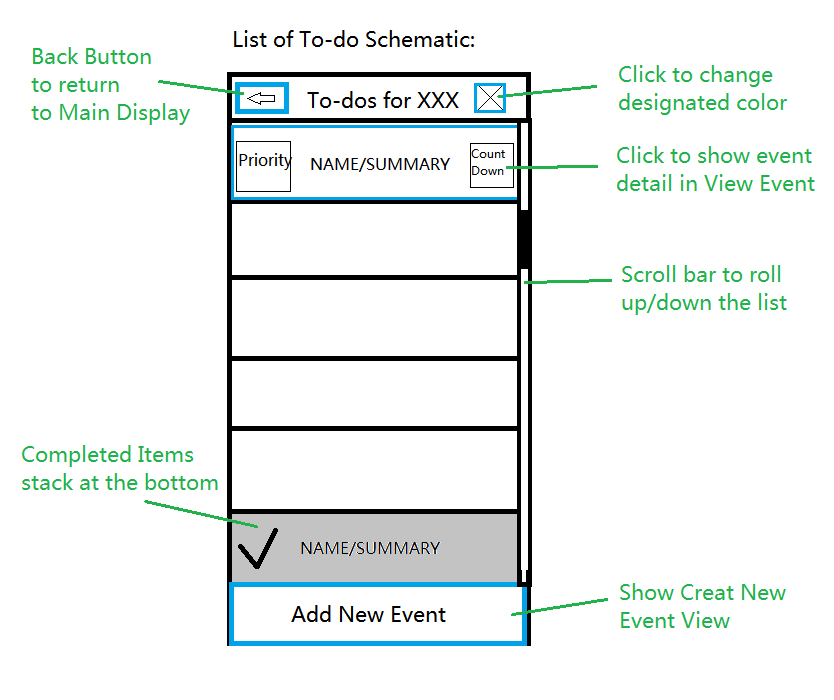 List of To-do Schematic:
Back Button
to return
to Main Display
To-dos for XXX
Click to change
designated color
Priority
NAME/SUMMARY
Count
Down
Click to show event
detail in View Event
Scroll bar to roll
up/down the list
Completed Items
stack at the bottom
NAME/SUMMARY
Add New Event
Show Creat New
Event View